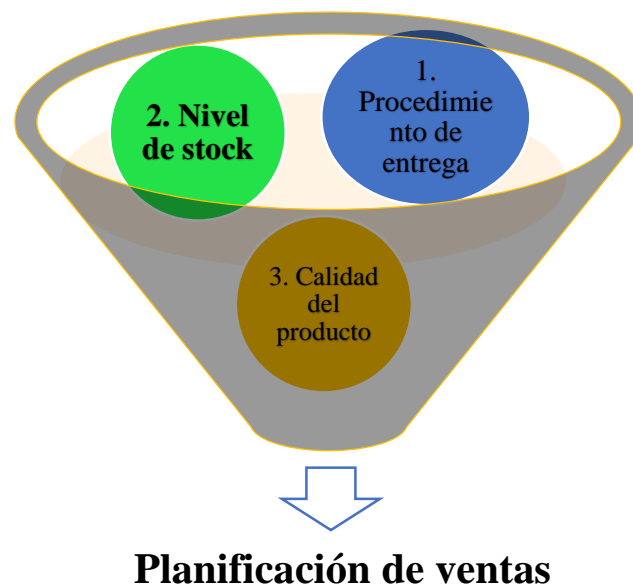 1.
Procedimie
nto de
entrega
2. Nivel
de stock
3. Calidad
del
producto
Planificación de ventas